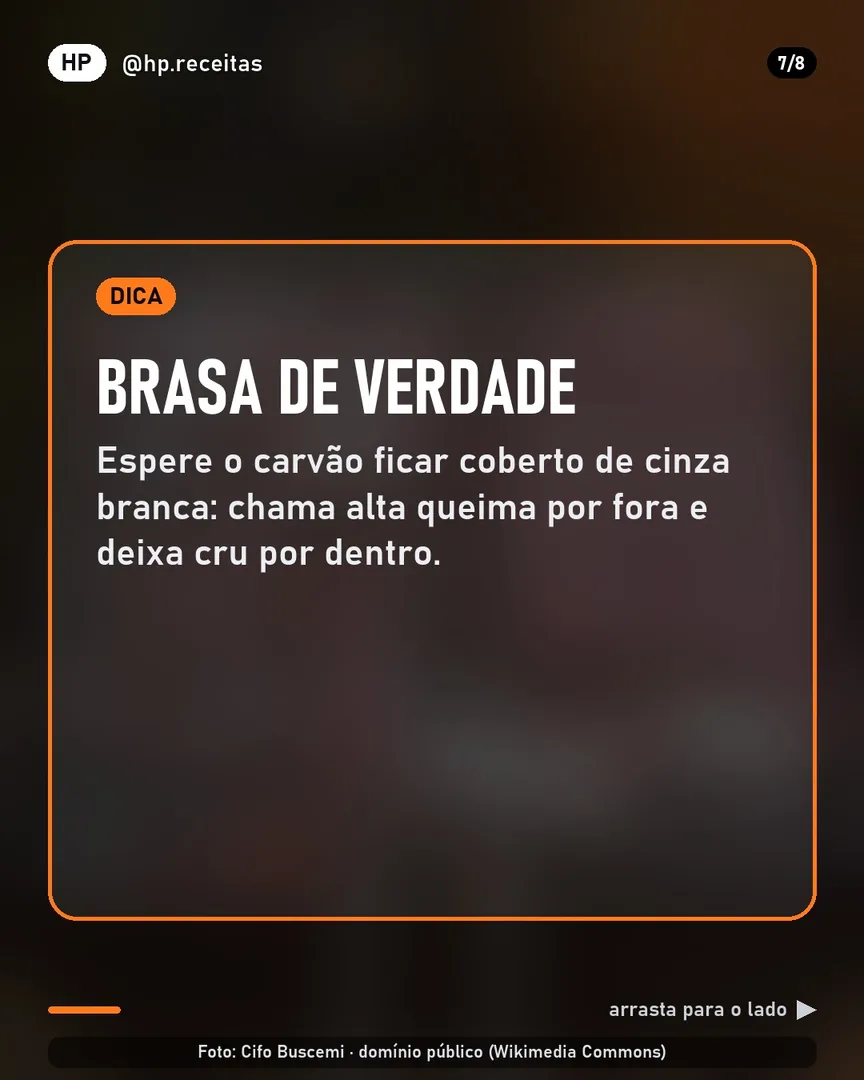 HP @hp.receitas 7/8
DICA
BRASA DE VERDADE
Espere o carvão ficar coberto de cinza
branca: chama alta queima por fora e
deixa cru por dentro.
arrasta para o lado ▶
Foto: Cifo Buscemi · domínio público (Wikimedia Commons)